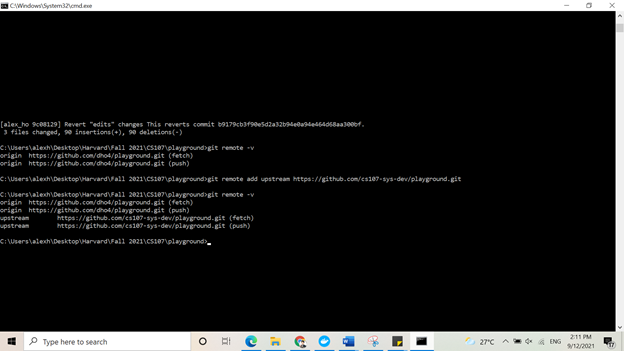 C:\Windows\System32\cmd.exe
[alex_ho 9c08129] Revert "edits" changes This reverts commit b9179cb3f90e5d2a32b94e0a94e464d68aa300bf.
3 files changed, 90 insertions(+), 90 deletions(-)
C:\Users\alexh\Desktop\Harvard\Fall 2021\CS107\playground>git remote -v
origin https://github.com/dho4/playground.git (fetch)
origin https://github.com/dho4/playground.git (push)
C:\Users\alexh\Desktop\Harvard\Fall 2021\CS107\playground>git remote add upstream https://github.com/cs107-sys-dev/playground.git
C:\Users\alexh\Desktop\Harvard\Fall 2021\CS107\playground>git remote -v
origin https://github.com/dho4/playground.git (fetch)
origin https://github.com/dho4/playground.git (push)
upstream https://github.com/cs107-sys-dev/playground.git (fetch)
upstream https://github.com/cs107-sys-dev/playground.git (push)
C:\Users\alexh\Desktop\Harvard\Fall 2021\CS107\playground>
Type here to search
27°C
ENG
2:11 PM
9/12/2021
17